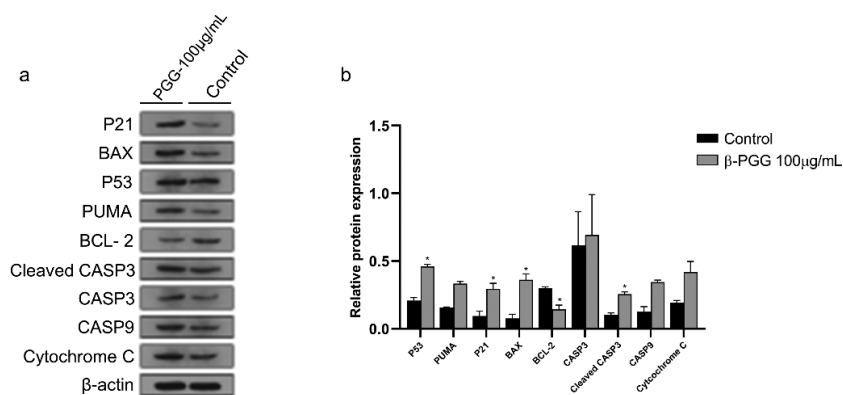 a
PGG-100µg/mL
Control
P21
BAX
P53
PUMA
BCL- 2
Cleaved CASP3
CASP3
CASP9
Cytochrome C
β-actin
b
Relative protein expression
1.5
1.0
0.5
0.0
*
*
*
*
*
P53
PUMA
P21
BAX
BCL-2
CASP3
Cleaved CASP3
CASP9
Cytcochrome C
Control
β-PGG 100µg/mL